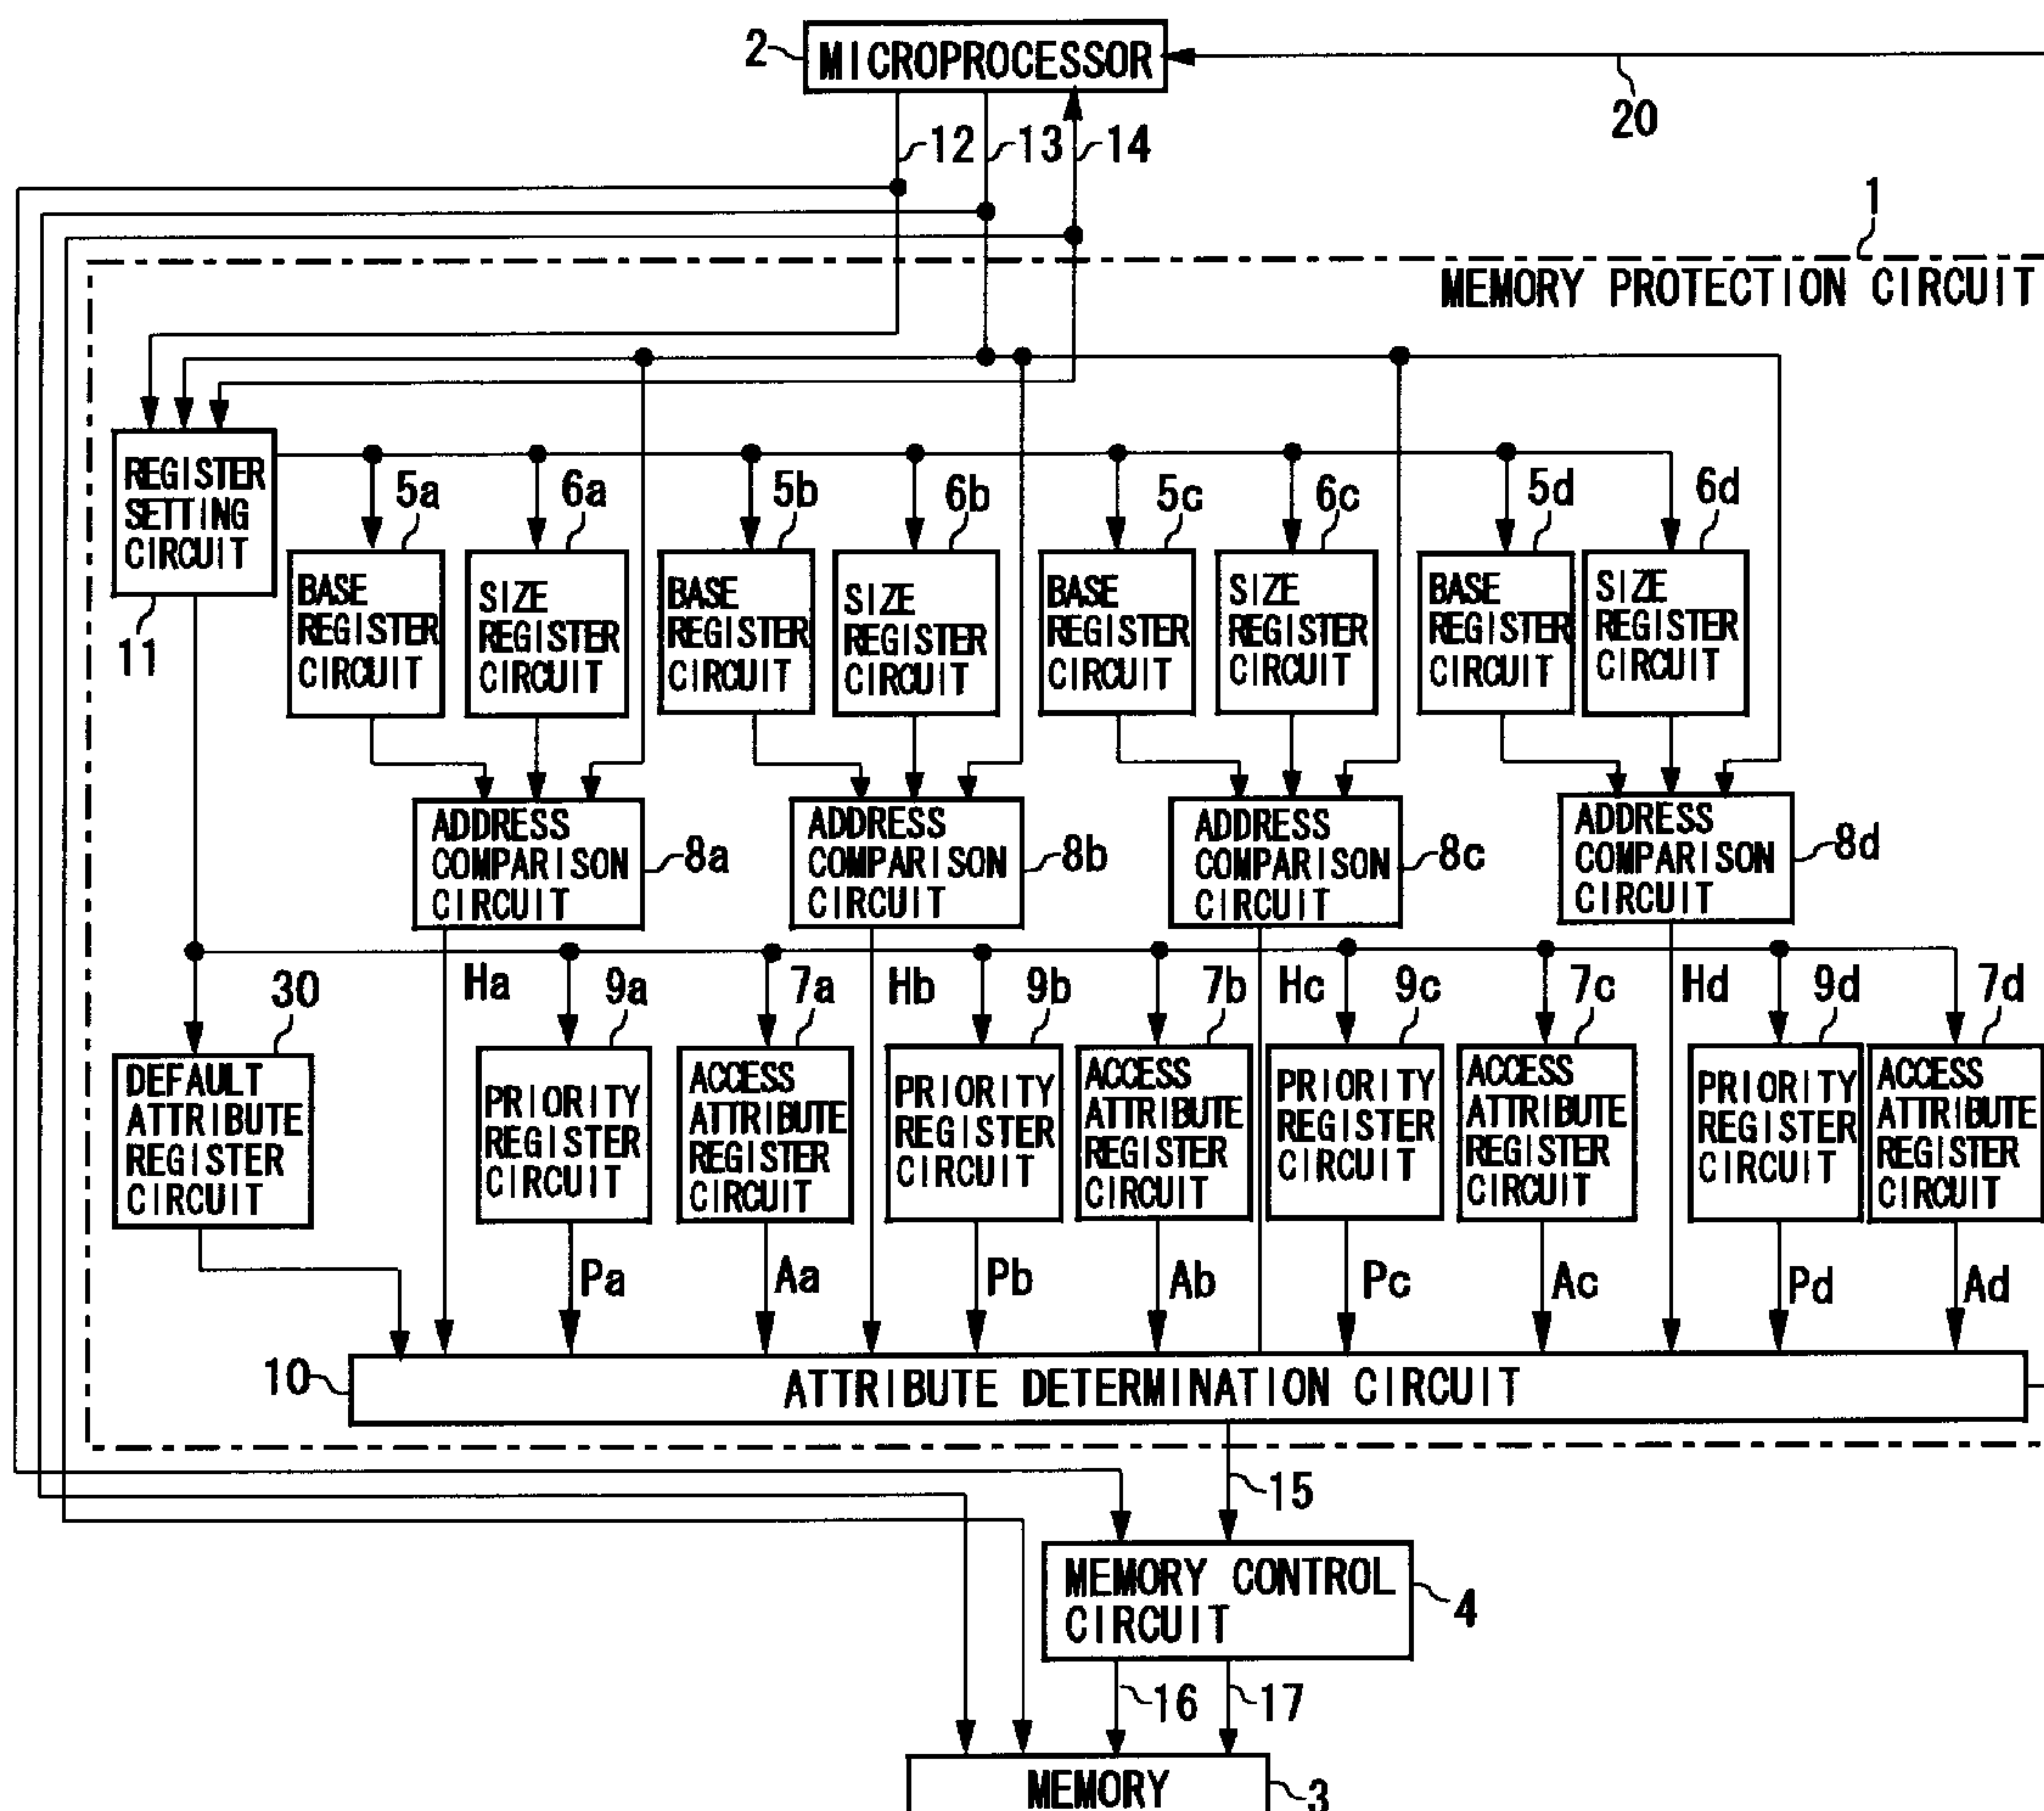 2
MICROPROCESSOR
20
12
13
14
1
MEMORY PROTECTION CIRCUIT
REGISTER
SETTING
CIRCUIT
11
5a
6a
5b
6b
5c
6c
5d
6d
BASE
REGISTER
CIRCUIT
SIZE
REGISTER
CIRCUIT
BASE
REGISTER
CIRCUIT
SIZE
REGISTER
CIRCUIT
BASE
REGISTER
CIRCUIT
SIZE
REGISTER
CIRCUIT
BASE
REGISTER
CIRCUIT
SIZE
REGISTER
CIRCUIT
ADDRESS
COMPARISON
CIRCUIT
8a
ADDRESS
COMPARISON
CIRCUIT
8b
ADDRESS
COMPARISON
CIRCUIT
8c
ADDRESS
COMPARISON
CIRCUIT
8d
30
Ha
9a
7a
Hb
9b
7b
Hc
9c
7c
Hd
9d
7d
DEFAULT
ATTRIBUTE
REGISTER
CIRCUIT
PRIORITY
REGISTER
CIRCUIT
ACCESS
ATTRIBUTE
REGISTER
CIRCUIT
PRIORITY
REGISTER
CIRCUIT
ACCESS
ATTRIBUTE
REGISTER
CIRCUIT
PRIORITY
REGISTER
CIRCUIT
ACCESS
ATTRIBUTE
REGISTER
CIRCUIT
PRIORITY
REGISTER
CIRCUIT
ACCESS
ATTRIBUTE
REGISTER
CIRCUIT
Pa
Aa
Pb
Ab
Pc
Ac
Pd
Ad
10
ATTRIBUTE DETERMINATION CIRCUIT
15
MEMORY CONTROL
CIRCUIT
4
16
17
MEMORY
3